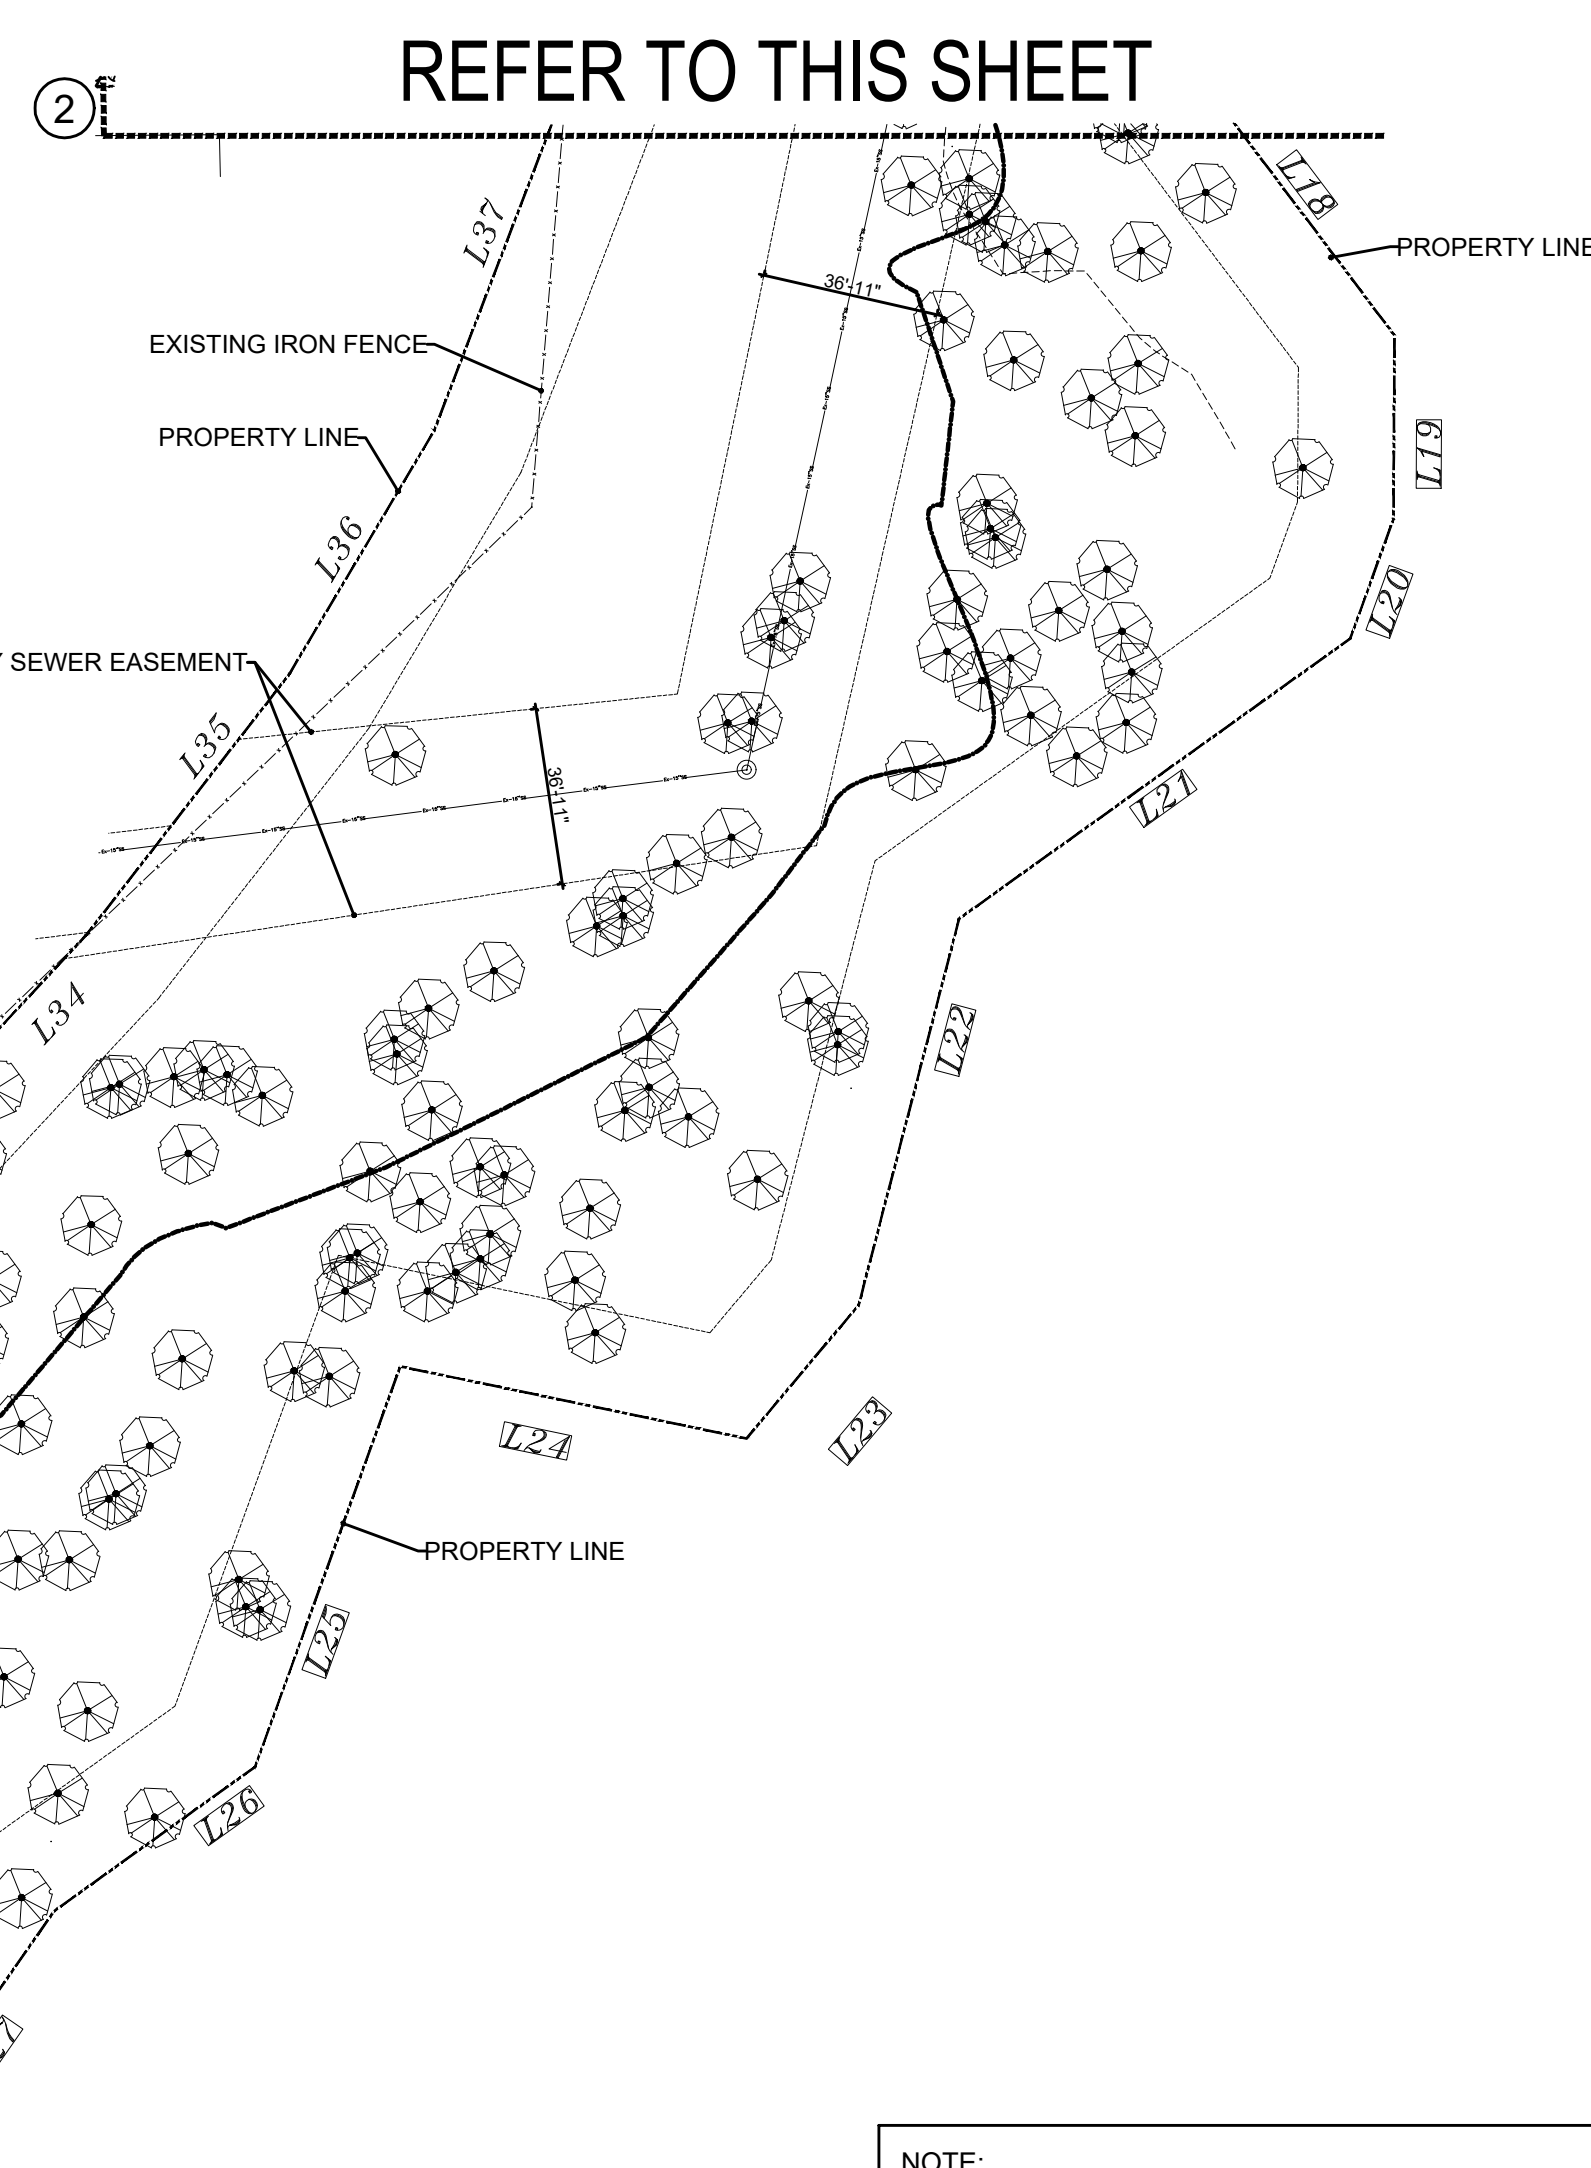 REFER TO THIS SHEET
2
L18
L37
PROPERTY LINE
36'-11"
EXISTING IRON FENCE
PROPERTY LINE
L19
L36
L20
Y SEWER EASEMENT
L35
36'-11"
L21
L34
L22
L23
L24
PROPERTY LINE
L25
L26
7
NOTE: